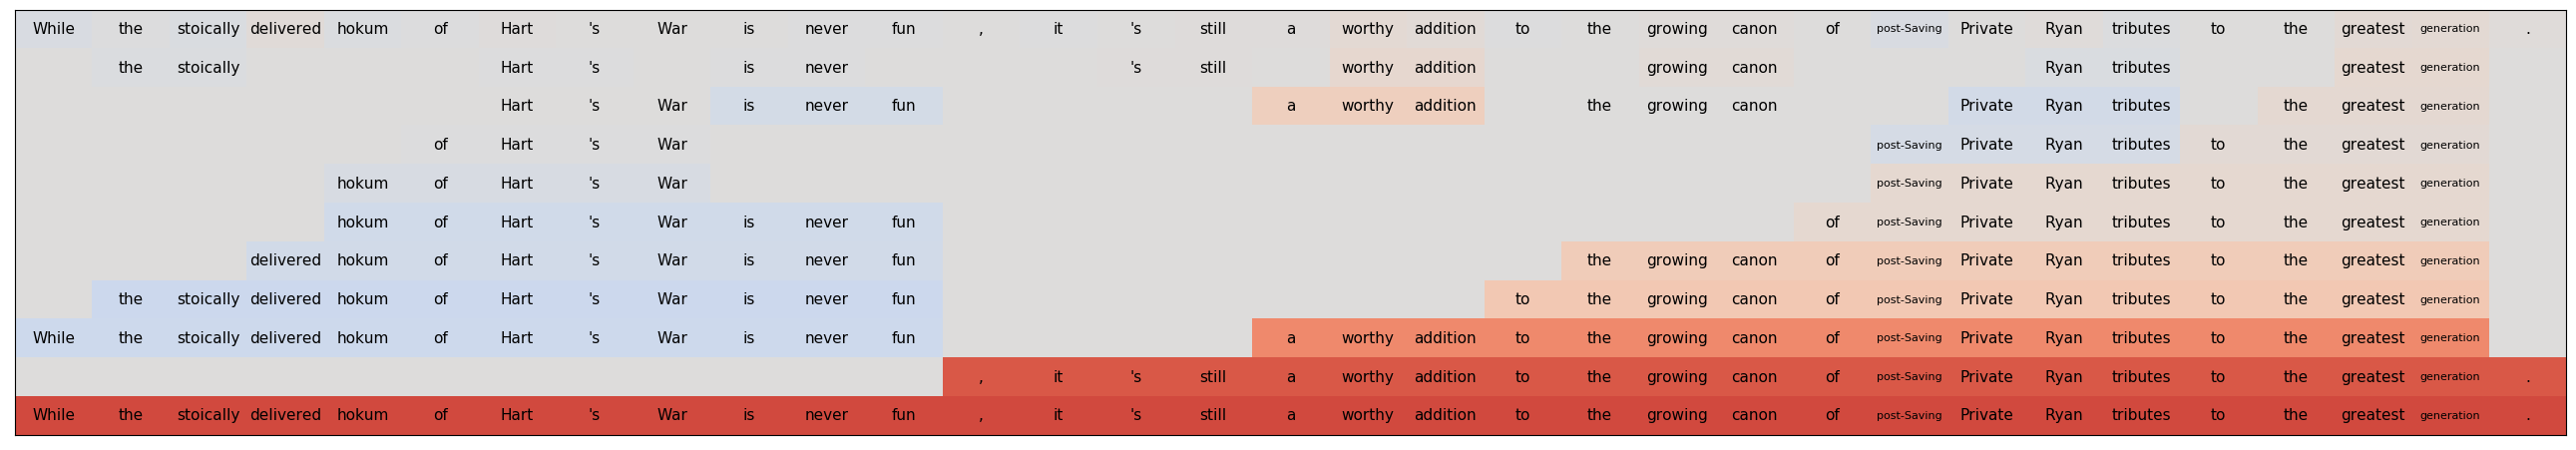 While the stoically delivered hokum of Hart 's War is never fun , it 's still a worthy addition to the growing canon of post-Saving Private Ryan tributes to the greatest generation .
the stoically Hart 's is never 's still worthy addition growing canon Ryan tributes greatest generation
Hart 's War is never fun a worthy addition the growing canon Private Ryan tributes the greatest generation
of Hart 's War post-Saving Private Ryan tributes to the greatest generation
hokum of Hart 's War post-Saving Private Ryan tributes to the greatest generation
hokum of Hart 's War is never fun of post-Saving Private Ryan tributes to the greatest generation
delivered hokum of Hart 's War is never fun the growing canon of post-Saving Private Ryan tributes to the greatest generation
the stoically delivered hokum of Hart 's War is never fun to the growing canon of post-Saving Private Ryan tributes to the greatest generation
While the stoically delivered hokum of Hart 's War is never fun a worthy addition to the growing canon of post-Saving Private Ryan tributes to the greatest generation
, it 's still a worthy addition to the growing canon of post-Saving Private Ryan tributes to the greatest generation .
While the stoically delivered hokum of Hart 's War is never fun , it 's still a worthy addition to the growing canon of post-Saving Private Ryan tributes to the greatest generation .